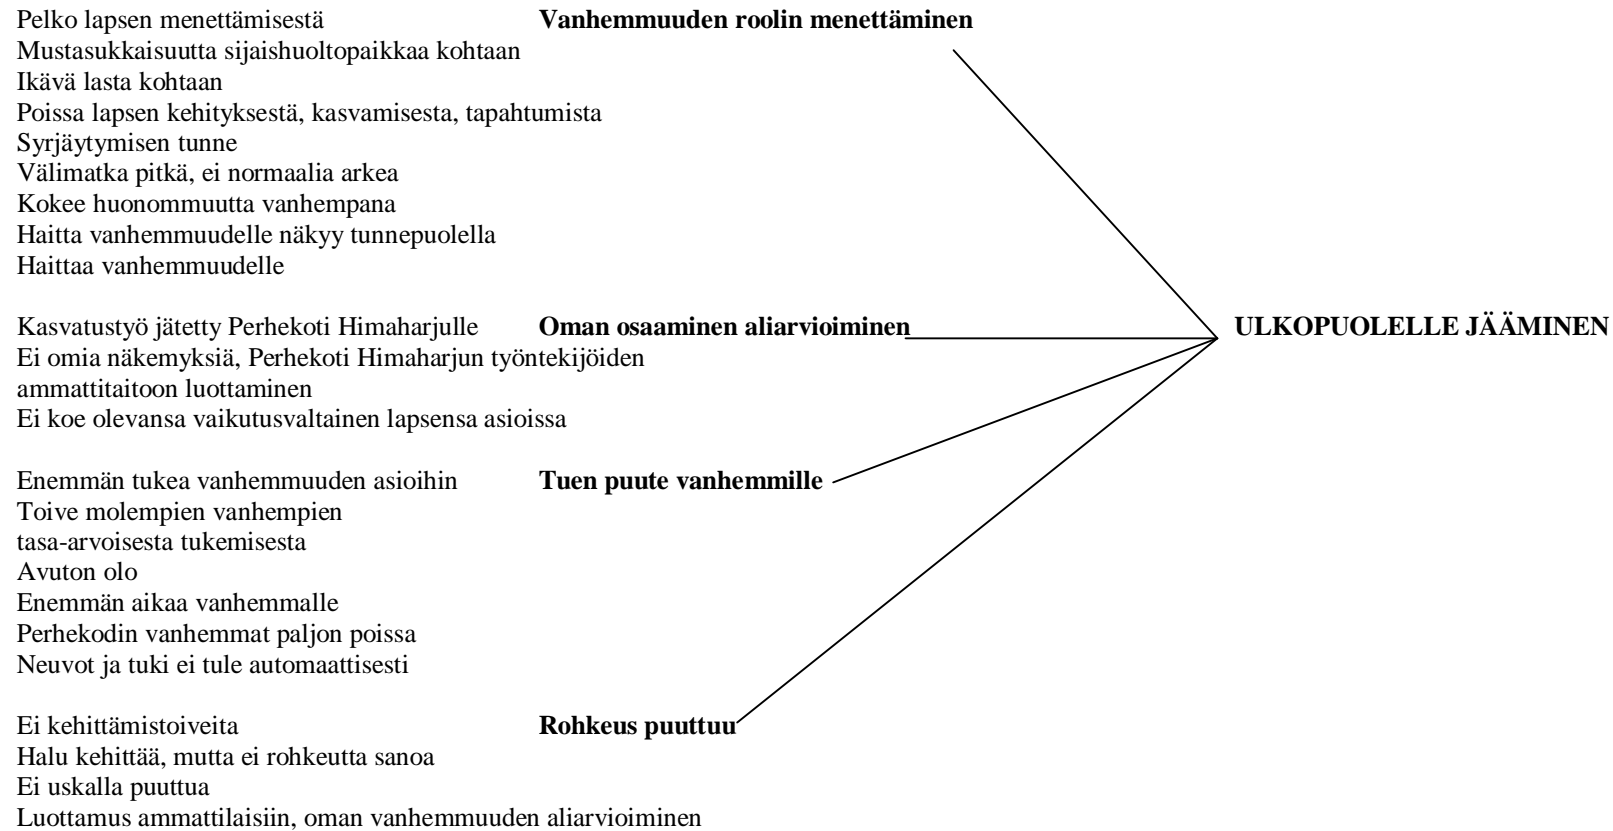 Pelko lapsen menettämisestä Vanhemmuuden roolin menettäminen
Mustasukkaisuutta sijaishuoltopaikkaa kohtaan
Ikävä lasta kohtaan
Poissa lapsen kehityksestä, kasvamisesta, tapahtumista
Syrjäytymisen tunne
Välimatka pitkä, ei normaalia arkea
Kokee huonommuutta vanhempana
Haitta vanhemmuudelle näkyy tunnepuolella
Haittaa vanhemmuudelle
Kasvatustyö jätetty Perhekoti Himaharjulle Oman osaaminen aliarvioiminen ULKOPUOLELLE JÄÄMINEN
Ei omia näkemyksiä, Perhekoti Himaharjun työntekijöiden
ammattitaitoon luottaminen
Ei koe olevansa vaikutusvaltainen lapsensa asioissa
Enemmän tukea vanhemmuuden asioihin Tuen puute vanhemmille
Toive molempien vanhempien
tasa-arvoisesta tukemisesta
Avuton olo
Enemmän aikaa vanhemmalle
Perhekodin vanhemmat paljon poissa
Neuvot ja tuki ei tule automaattisesti
Ei kehittämistoiveita Rohkeus puuttuu
Halu kehittää, mutta ei rohkeutta sanoa
Ei uskalla puuttua
Luottamus ammattilaisiin, oman vanhemmuuden aliarvioiminen